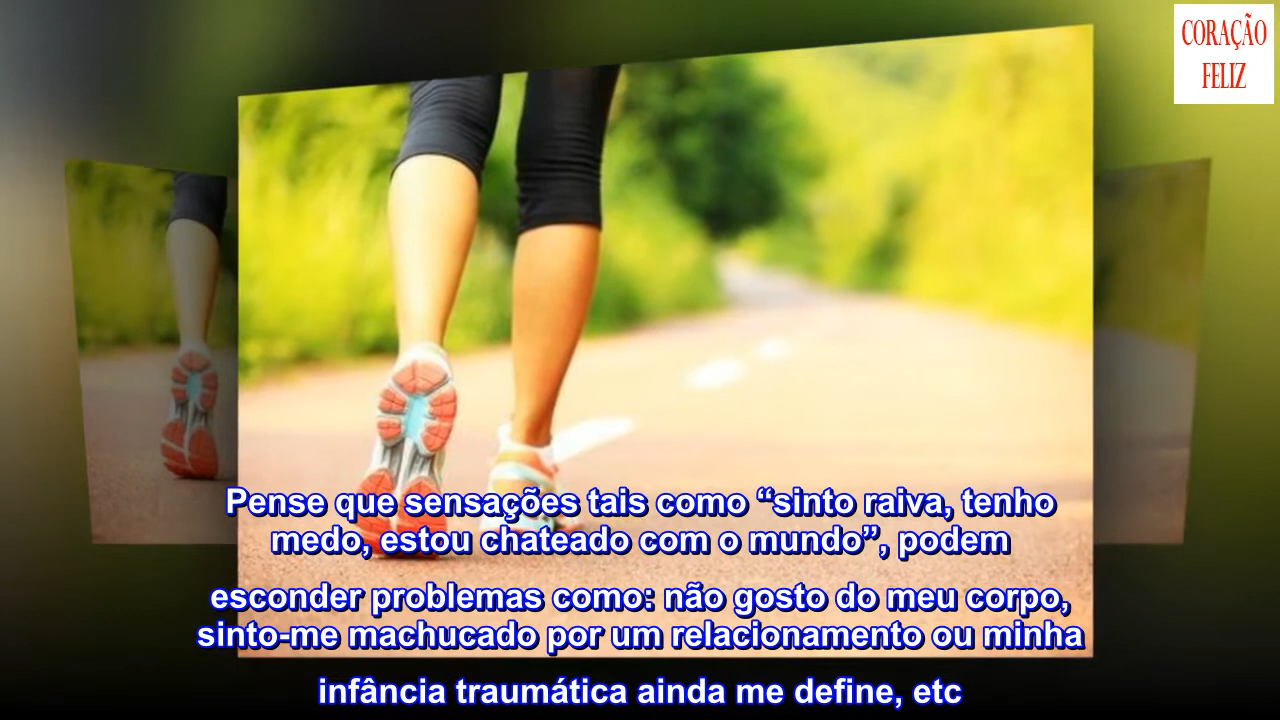 CORAÇÃO
FELIZ
Pense que sensações tais como “sinto raiva, tenho
medo, estou chateado com o mundo”, podem
esconder problemas como: não gosto do meu corpo,
sinto-me machucado por um relacionamento ou minha
infância traumática ainda me define, etc